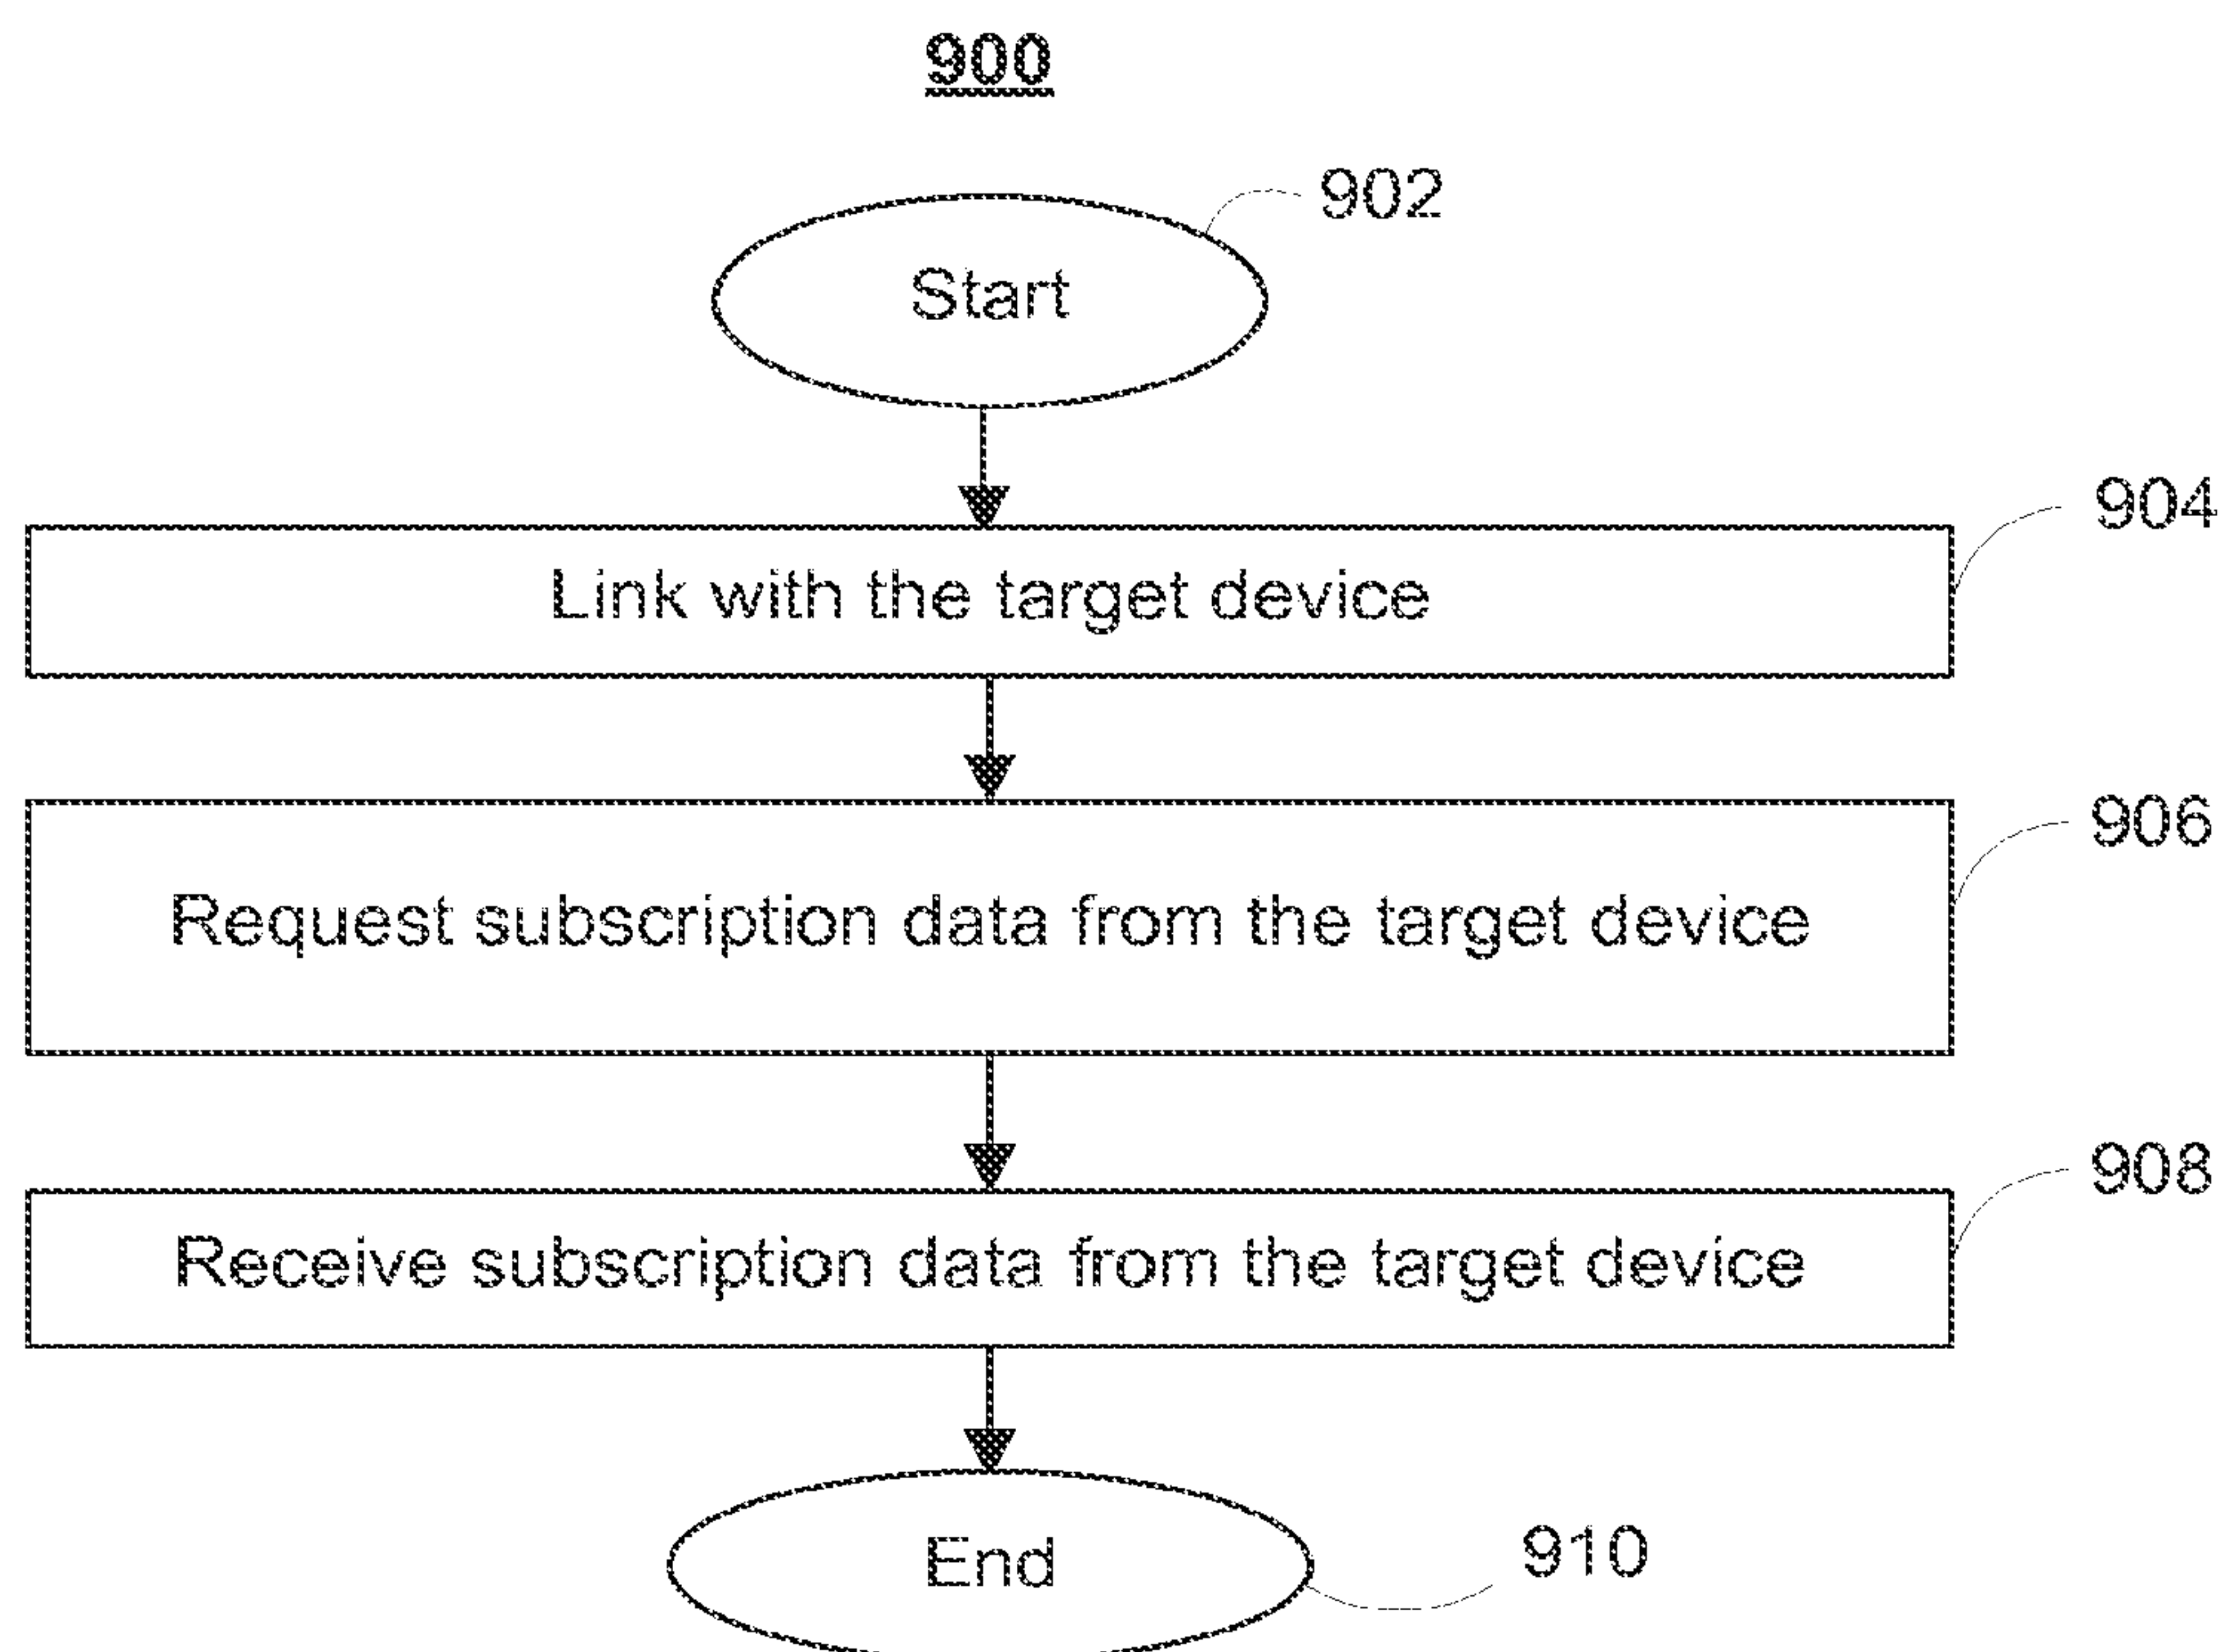 900
902
Start
904
Link with the target device
906
Request subscription data from the target device
908
Receive subscription data from the target device
End
910